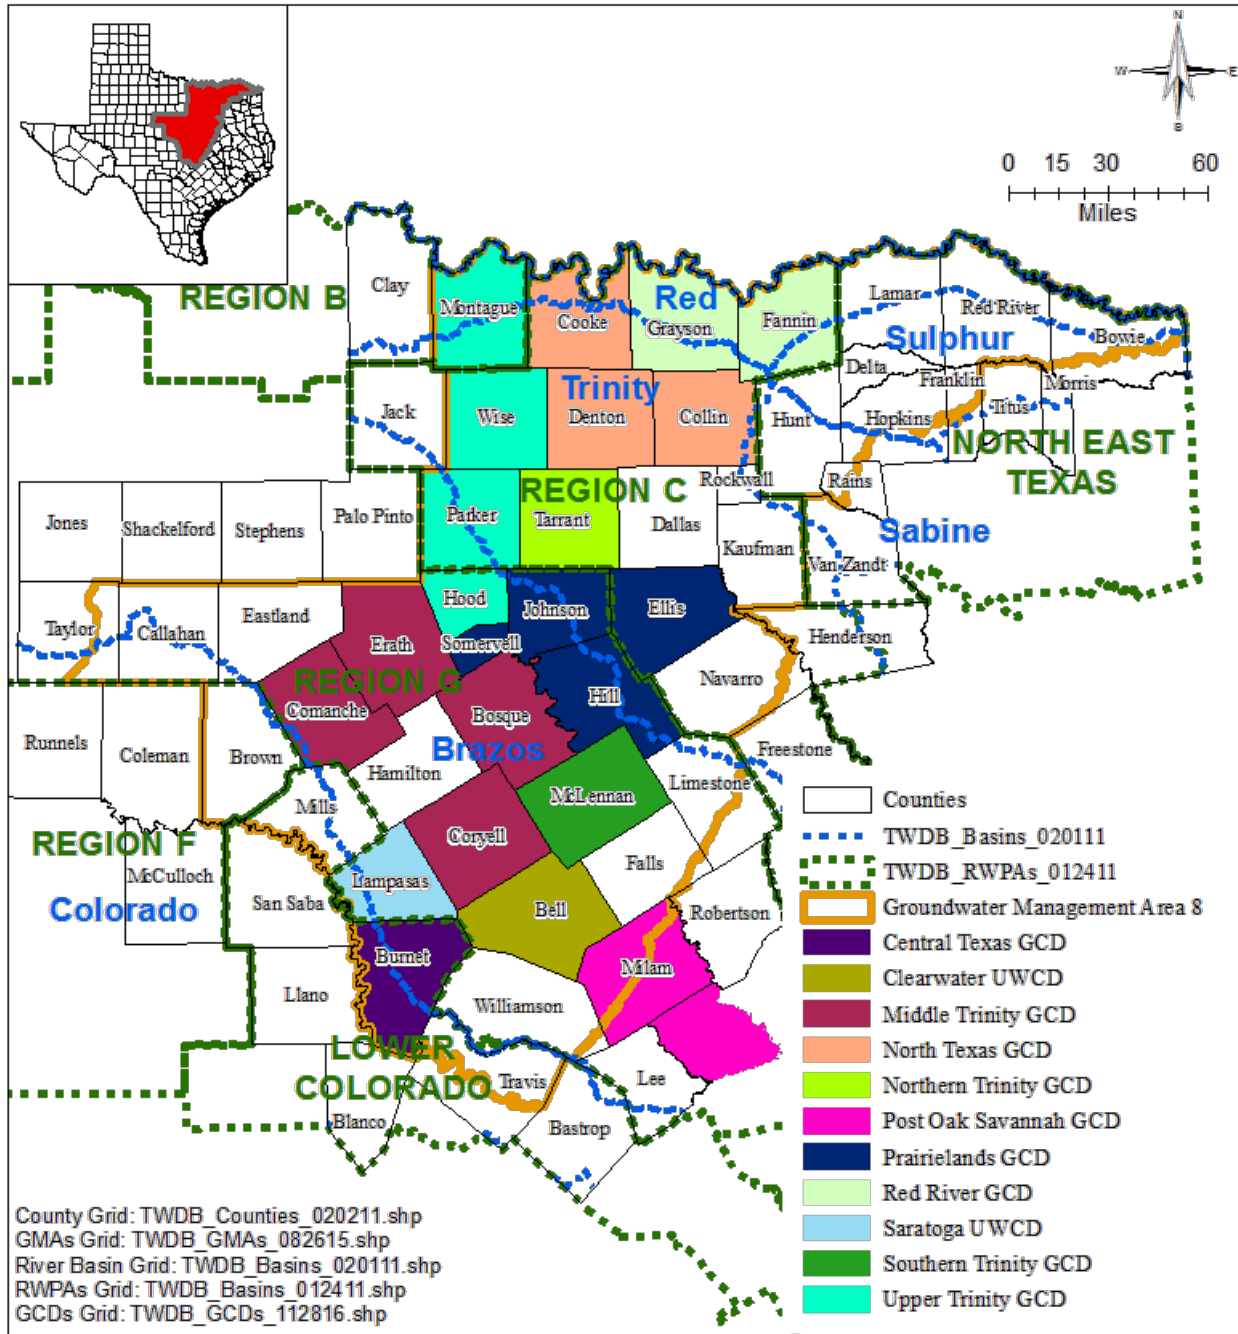 N
W E
S
0 15 30 60
Miles
REGION B
Clay
Montague
Cooke
Red
Grayson
Fannin
Lamar
Red River
Sulphur
Bowie
Delta
Franklin
Morris
Trinity
Jack
Wise
Denton
Collin
Hunt
Hopkins
Titus
NORTH EAST
TEXAS
REGION C
Rockwall
Rains
Jones
Shackelford
Stephens
Palo Pinto
Parker
Tarrant
Dallas
Kaufman
Sabine
Van Zandt
Hood
Johnson
Ellis
Taylor
Callahan
Eastland
Erath
Somervell
Henderson
REGION G
Navarro
Comanche
Bosque
Hill
Runnels
Coleman
Brown
Brazos
Hamilton
Freestone
Limestone
McLennan
Mills
REGION F
Coryell
Falls
McCulloch
Lampasas
San Saba
Colorado
Bell
Robertson
Burnet
Milam
Llano
Williamson
LOWER
COLORADO
Travis
Lee
Blanco
Bastrop
Counties
TWDB_Basins_020111
TWDB_RWPAs_012411
Groundwater Management Area 8
Central Texas GCD
Clearwater UWCD
Middle Trinity GCD
North Texas GCD
Northern Trinity GCD
Post Oak Savannah GCD
Prairielands GCD
Red River GCD
Saratoga UWCD
Southern Trinity GCD
Upper Trinity GCD
County Grid: TWDB_Counties_020211.shp
GMAs Grid: TWDB_GMAs_082615.shp
River Basin Grid: TWDB_Basins_020111.shp
RWPAs Grid: TWDB_Basins_012411.shp
GCDs Grid: TWDB_GCDs_112816.shp